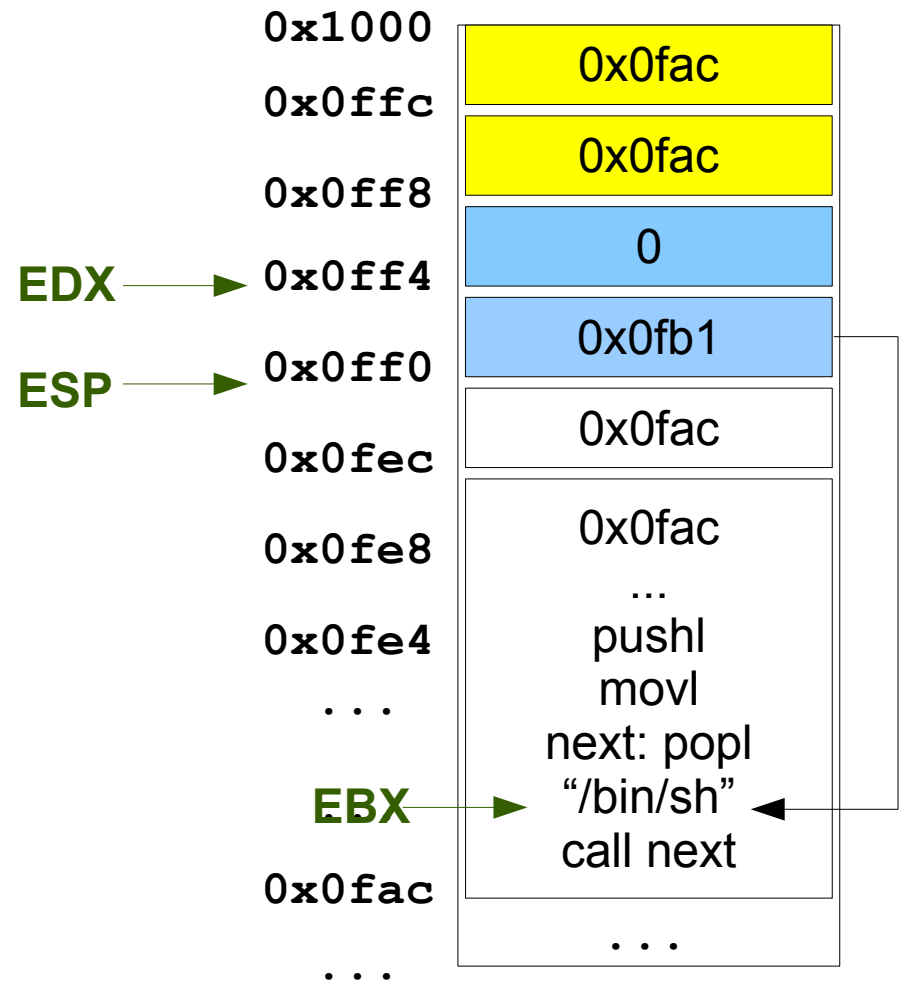 0x1000
0x0fac
0x0ffc
0x0fac
0x0ff8
0
EDX
0x0ff4
0x0fb1
ESP
0x0ff0
0x0fac
0x0fec
0x0fac
0x0fe8
...
0x0fe4
pushl
movl
...
next: popl
EBX
..
“/bin/sh”
call next
0x0fac
...
...